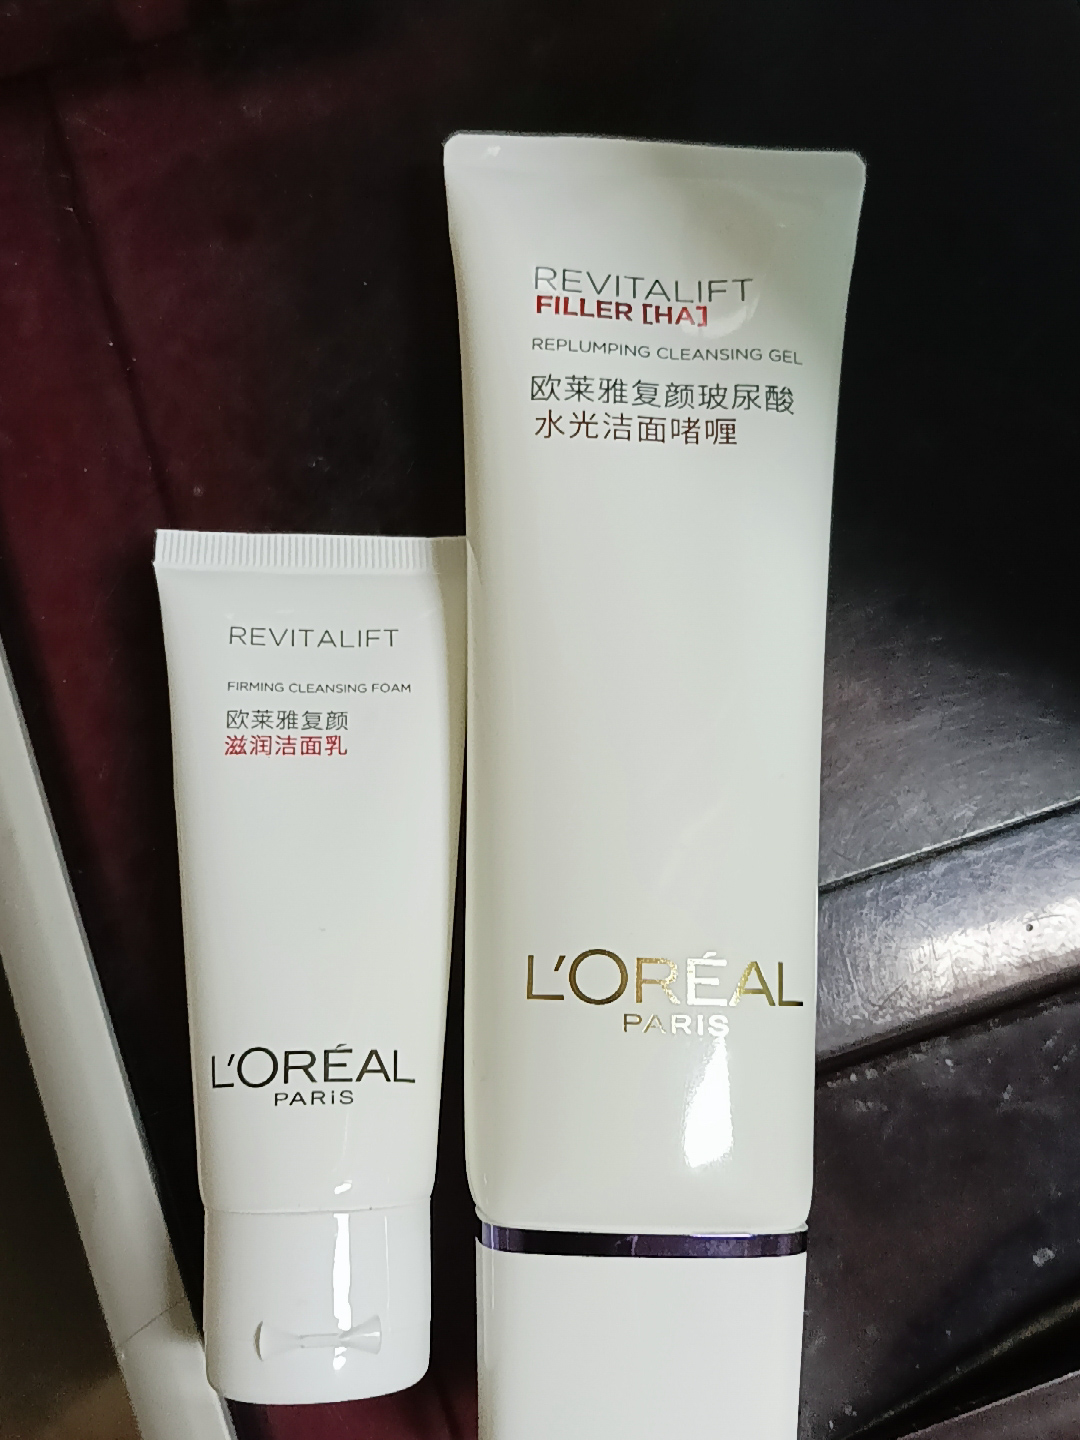 REVITALIFT
FIRMING CLEANSING FOAM
欧莱雅复颜
滋润洁面乳
L'ORÉAL
PARIS
REVITALIFT
FILLER [HA]
REPLUMPING CLEANSING GEL
欧莱雅复颜玻尿酸
水光洁面啫喱
L'ORÉAL
PARIS